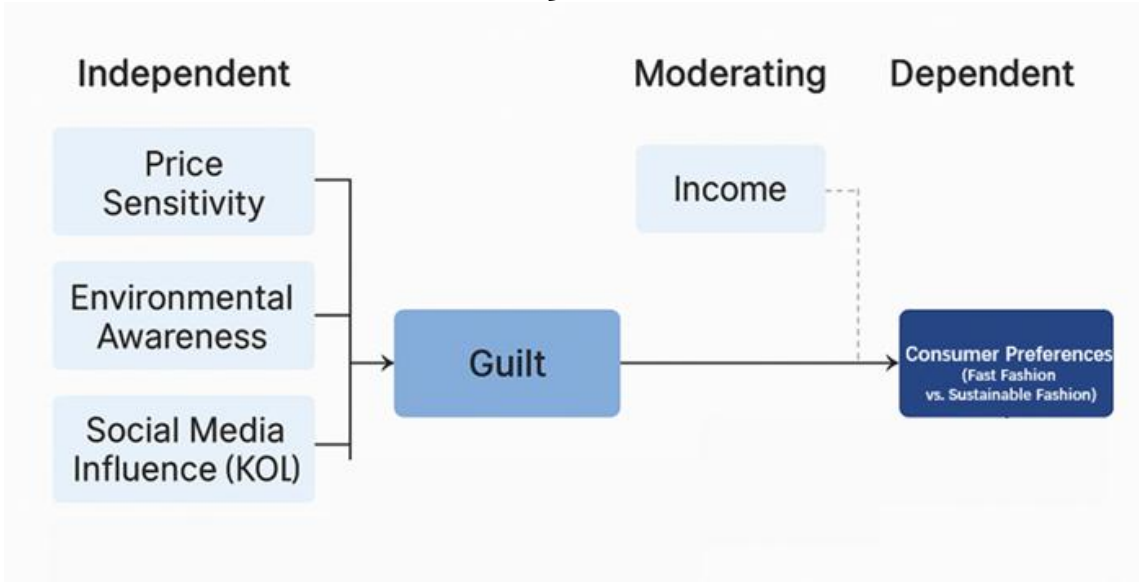 Independent
Moderating
Dependent
Price
Sensitivity
Income
Environmental
Awareness
Guilt
Consumer Preferences
(Fast Fashion
vs. Sustainable Fashion)
Social Media
Influence (KOL)